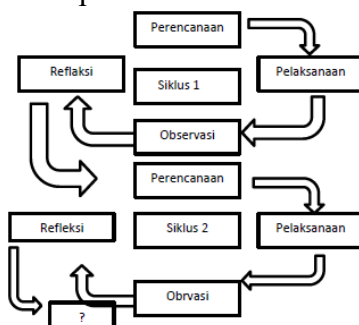 Perencanaan
Reflaksi
Pelaksanaan
Siklus 1
Observasi
Perencanaan
Refleksi
Siklus 2
Pelaksanaan
Obrvasi
?